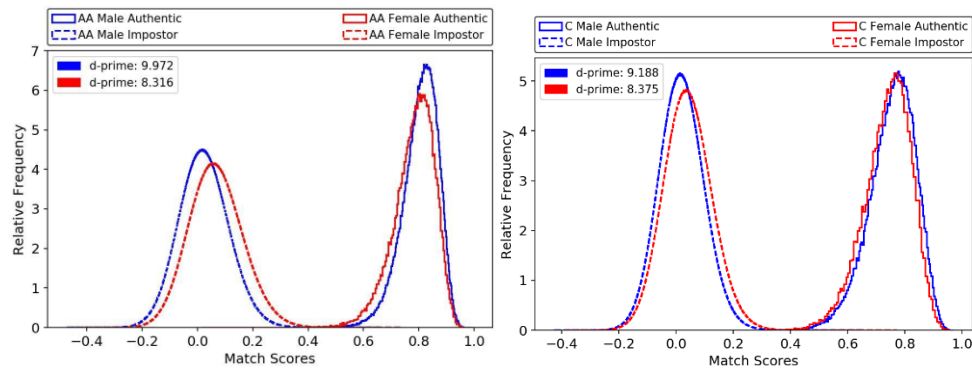 AA Male Authentic AA Female Authentic
AA Male Impostor AA Female Impostor
7
6
5
4
3
2
1
0
Relative Frequency
d-prime: 9.972
d-prime: 8.316
−0.4 −0.2 0.0 0.2 0.4 0.6 0.8 1.0
Match Scores
C Male Authentic C Female Authentic
C Male Impostor C Female Impostor
5
4
3
2
1
0
Relative Frequency
d-prime: 9.188
d-prime: 8.375
−0.4 −0.2 0.0 0.2 0.4 0.6 0.8 1.0
Match Scores